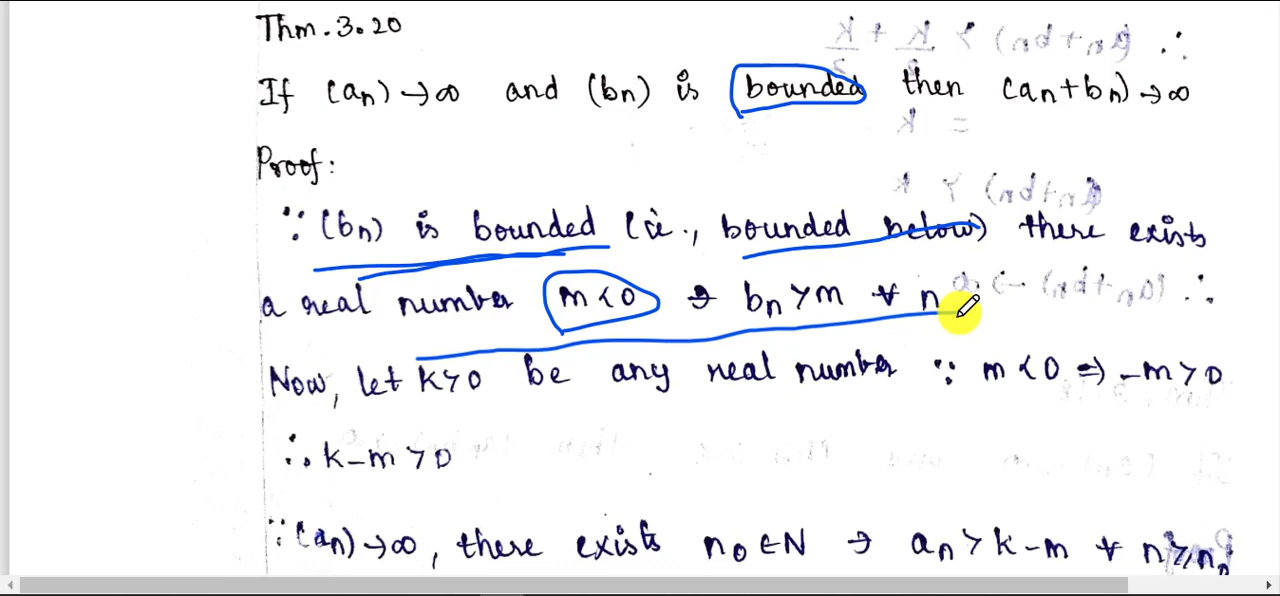 Thm. 3.20
If (an) → ∞ and (bn) is bounded then (an+bn) → ∞
Proof:
∵ (bn) is bounded (ie., bounded below) there exists
a real number m<0 ∋ bn>m ∀ n
Now, let k>0 be any real number ∵ m<0 ⇒ -m>0
∴ k-m>0
∵ (an) → ∞, there exists n0∈N ∋ an>k-m ∀ n≥n0